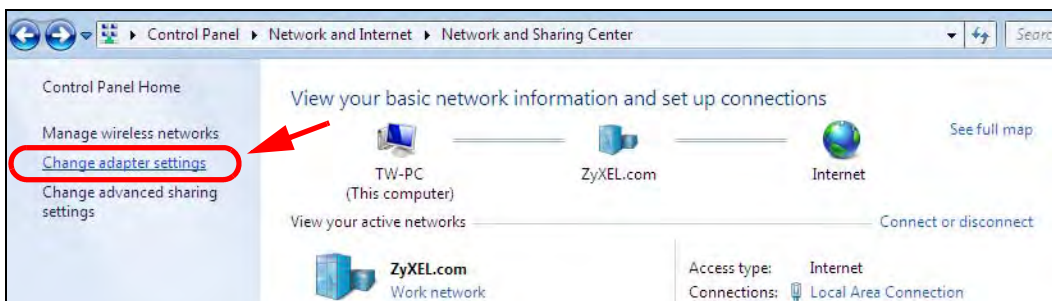 Control Panel ▸ Network and Internet ▸ Network and Sharing Center
Control Panel Home
Manage wireless networks
Change adapter settings
Change advanced sharing
settings
View your basic network information and set up connections
See full map
TW-PC
(This computer)
ZyXEL.com
Internet
View your active networks
Connect or disconnect
ZyXEL.com
Work network
Access type: Internet
Connections: Local Area Connection